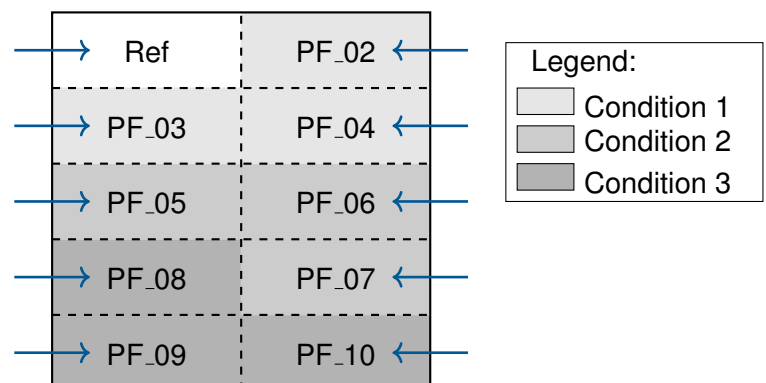 Ref PF_02
PF_03 PF_04
PF_05 PF_06
PF_08 PF_07
PF_09 PF_10
Legend:
Condition 1
Condition 2
Condition 3